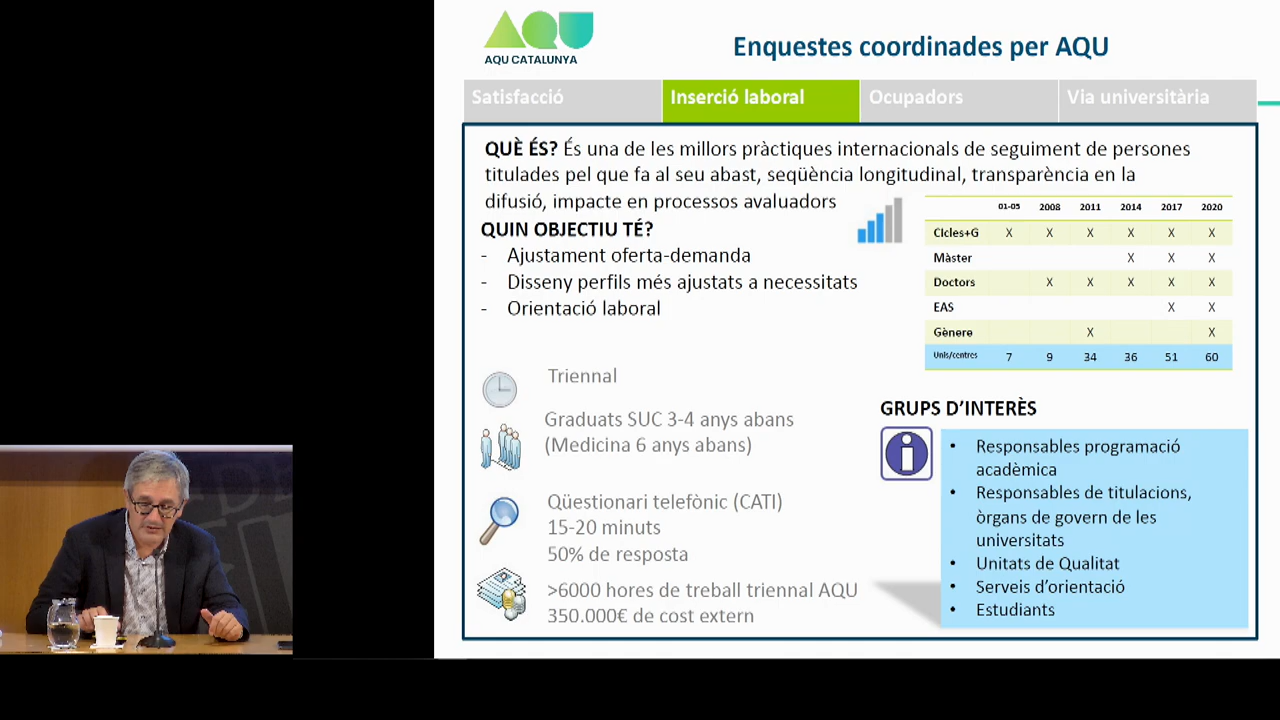 AQU
AQU CATALUNYA
Enquestes coordinades per AQU
Satisfacció
Inserció laboral
Ocupadors
Via universitària
QUÈ ÉS? És una de les millors pràctiques internacionals de seguiment de persones
titulades pel que fa al seu abast, seqüència longitudinal, transparència en la
difusió, impacte en processos avaluadors
QUIN OBJECTIU TÉ?
- Ajustament oferta-demanda
- Disseny perfils més ajustats a necessitats
- Orientació laboral
01-05 2008 2011 2014 2017 2020
Cicles+G X X X X X X
Màster X X X
Doctors X X X X X
EAS X X
Gènere X X
Unis/centres 7 9 34 36 51 60
Triennal
Graduats SUC 3-4 anys abans
(Medicina 6 anys abans)
Qüestionari telefònic (CATI)
15-20 minuts
50% de resposta
>6000 hores de treball triennal AQU
350.000€ de cost extern
GRUPS D'INTERÈS
• Responsables programació
acadèmica
• Responsables de titulacions,
òrgans de govern de les
universitats
• Unitats de Qualitat
• Serveis d'orientació
• Estudiants